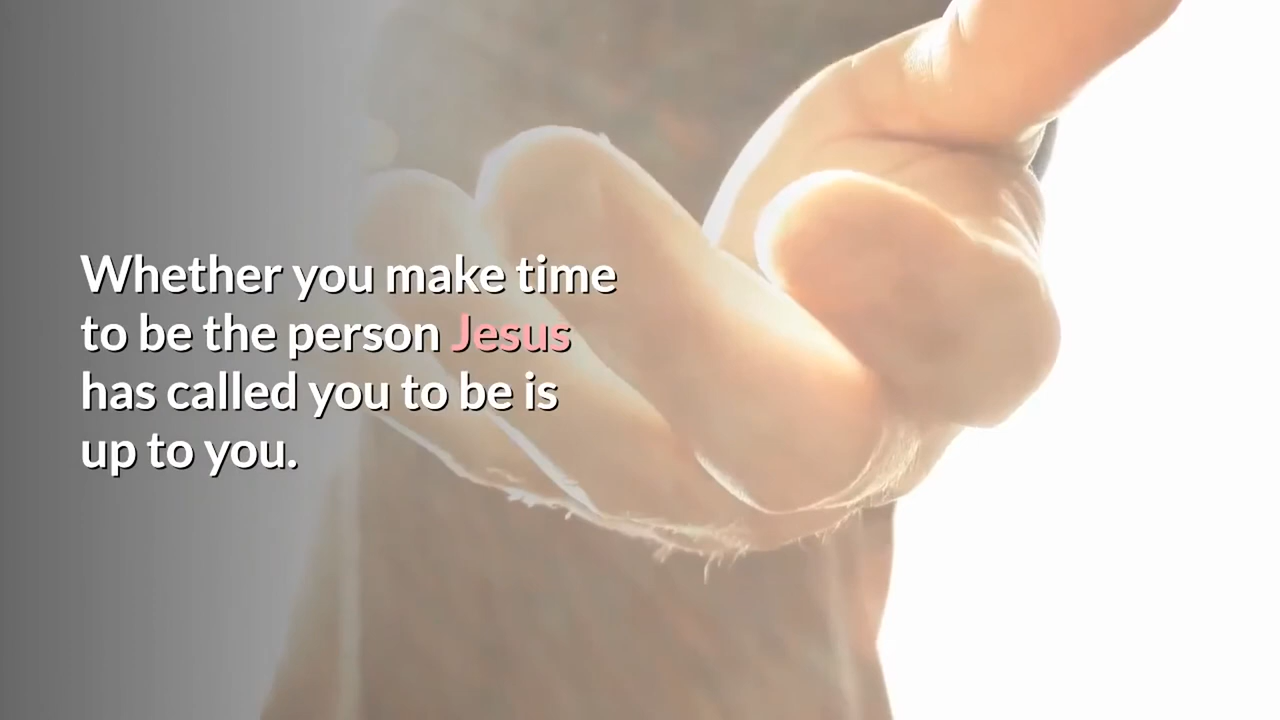 Whether you make time
to be the person Jesus
has called you to be is
up to you.